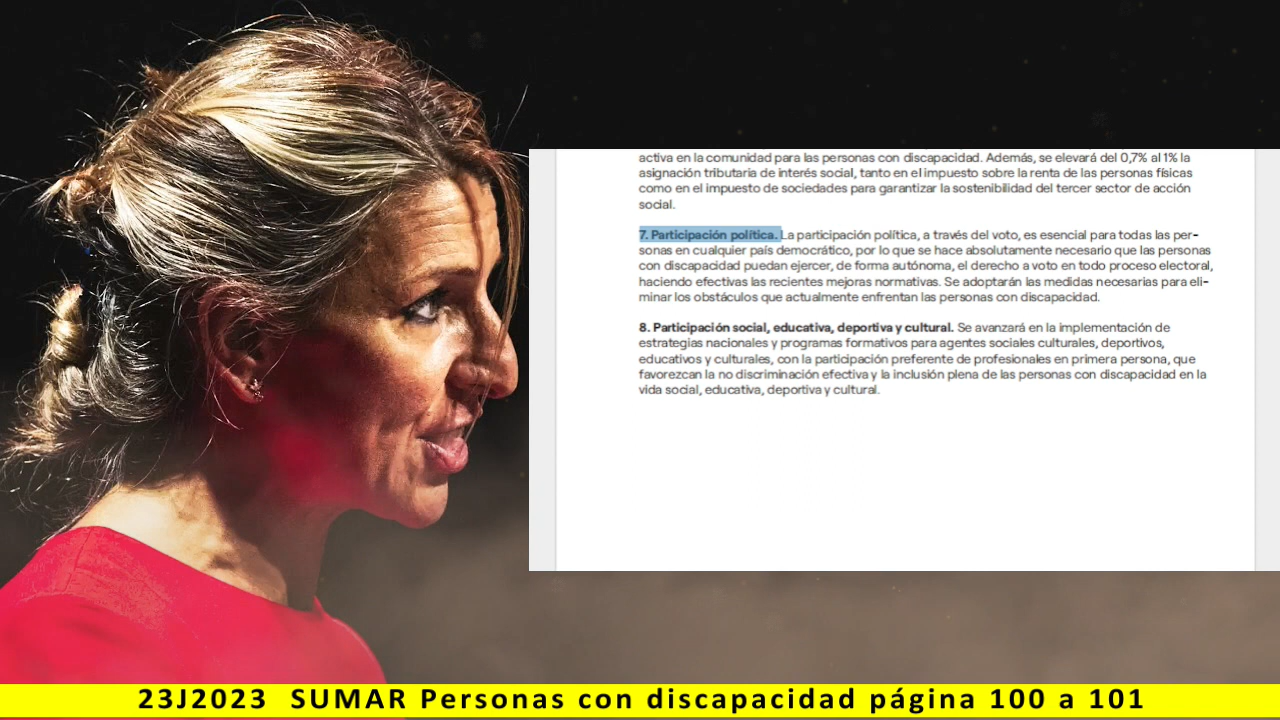 activa en la comunidad para las personas con discapacidad. Además, se elevará del 0,7% al 1% la
asignación tributaria de interés social, tanto en el impuesto sobre la renta de las personas físicas
como en el impuesto de sociedades para garantizar la sostenibilidad del tercer sector de acción
social.
7. Participación política. La participación política, a través del voto, es esencial para todas las per-
sonas en cualquier país democrático, por lo que se hace absolutamente necesario que las personas
con discapacidad puedan ejercer, de forma autónoma, el derecho a voto en todo proceso electoral,
haciendo efectivas las recientes mejoras normativas. Se adoptarán las medidas necesarias para eli-
minar los obstáculos que actualmente enfrentan las personas con discapacidad.
8. Participación social, educativa, deportiva y cultural. Se avanzará en la implementación de
estrategias nacionales y programas formativos para agentes sociales culturales, deportivos,
educativos y culturales, con la participación preferente de profesionales en primera persona, que
favorezcan la no discriminación efectiva y la inclusión plena de las personas con discapacidad en la
vida social, educativa, deportiva y cultural.
23J2023 SUMAR Personas con discapacidad página 100 a 101